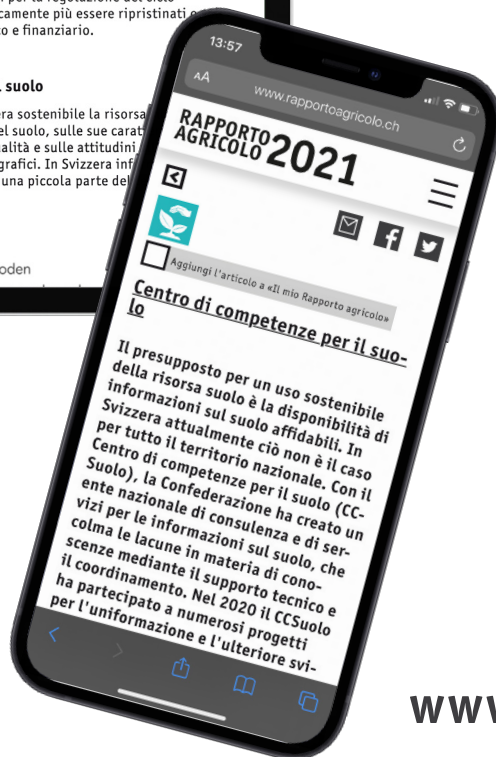 per la regolazione del ciclo
camente più essere ripristinati
o e finanziario.
suolo
era sostenibile la risorsa
el suolo, sulle sue carat
ualità e sulle attitudini
grafici. In Svizzera inf
una piccola parte del
oden
13:57
AA
www.rapportoagricolo.ch
RAPPORTO
AGRICOLO 2021
Aggiungi l'articolo a «Il mio Rapporto agricolo»
Centro di competenze per il suo-
lo
Il presupposto per un uso sostenibile
della risorsa suolo è la disponibilità di
informazioni sul suolo affidabili. In
Svizzera attualmente ciò non è il caso
per tutto il territorio nazionale. Con il
Centro di competenze per il suolo (CC-
Suolo), la Confederazione ha creato un
ente nazionale di consulenza e di ser-
vizi per le informazioni sul suolo, che
colma le lacune in materia di cono-
scenze mediante il supporto tecnico e
il coordinamento. Nel 2020 il CCSuolo
ha partecipato a numerosi progetti
per l'uniformazione e l'ulteriore svi-
www